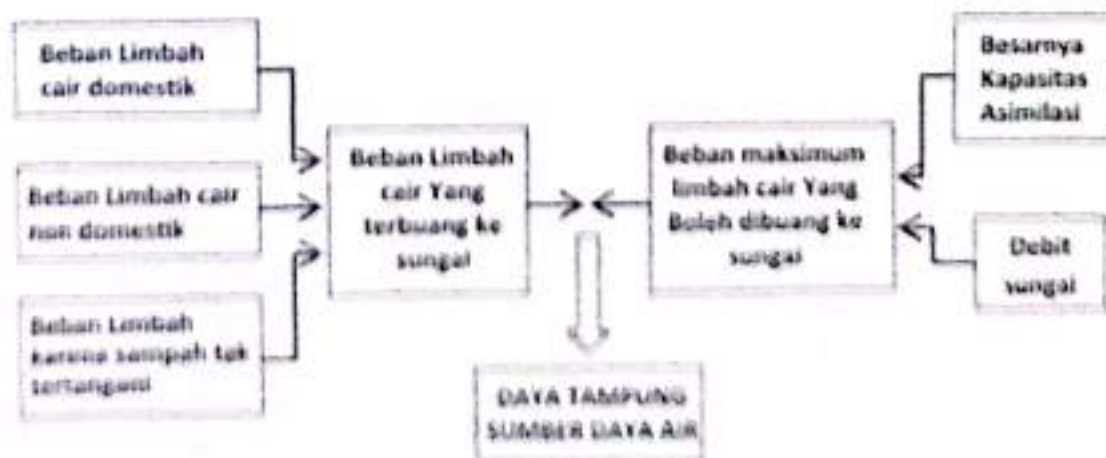 Beban Limbah
cair domestik
Beban Limbah cair
non domestik
Beban Limbah
karena sampah tak
tertangani
Beban Limbah
cair Yang
terbuang ke
sungai
Beban maksimum
limbah cair Yang
Boleh dibuang ke
sungai
Besarnya
Kapasitas
Asimilasi
Debit
sungai
DAYA TAMPUNG
SUMBER DAYA AIR